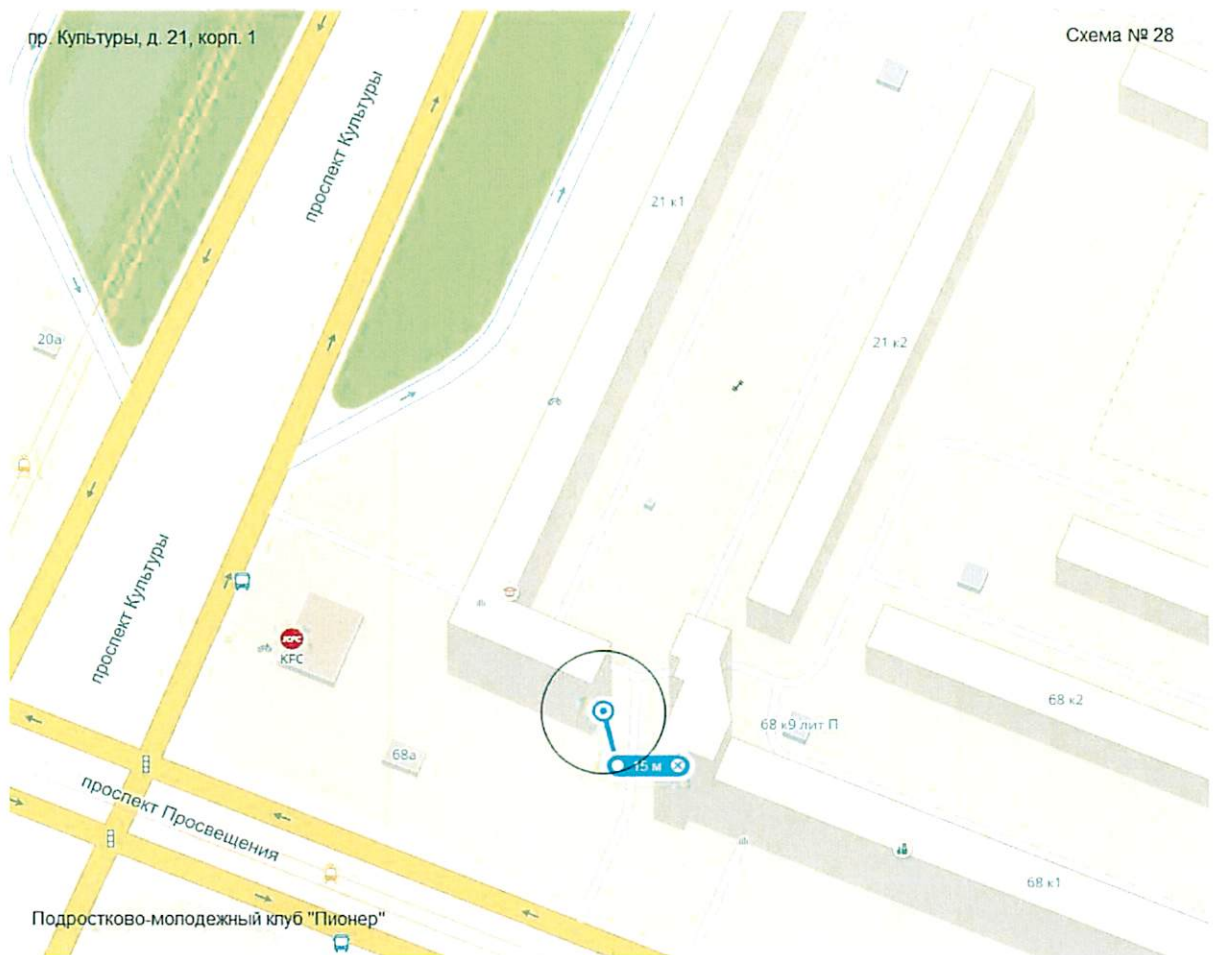 пр. Культуры, д. 21, корп. 1
Схема № 28
проспект Культуры
21 к1
20а
21 к2
проспект Культуры
KFC
KFC
68 к2
68 к9 лит П
68а
15 м
проспект Просвещения
68 к1
Подростково-молодежный клуб "Пионер"